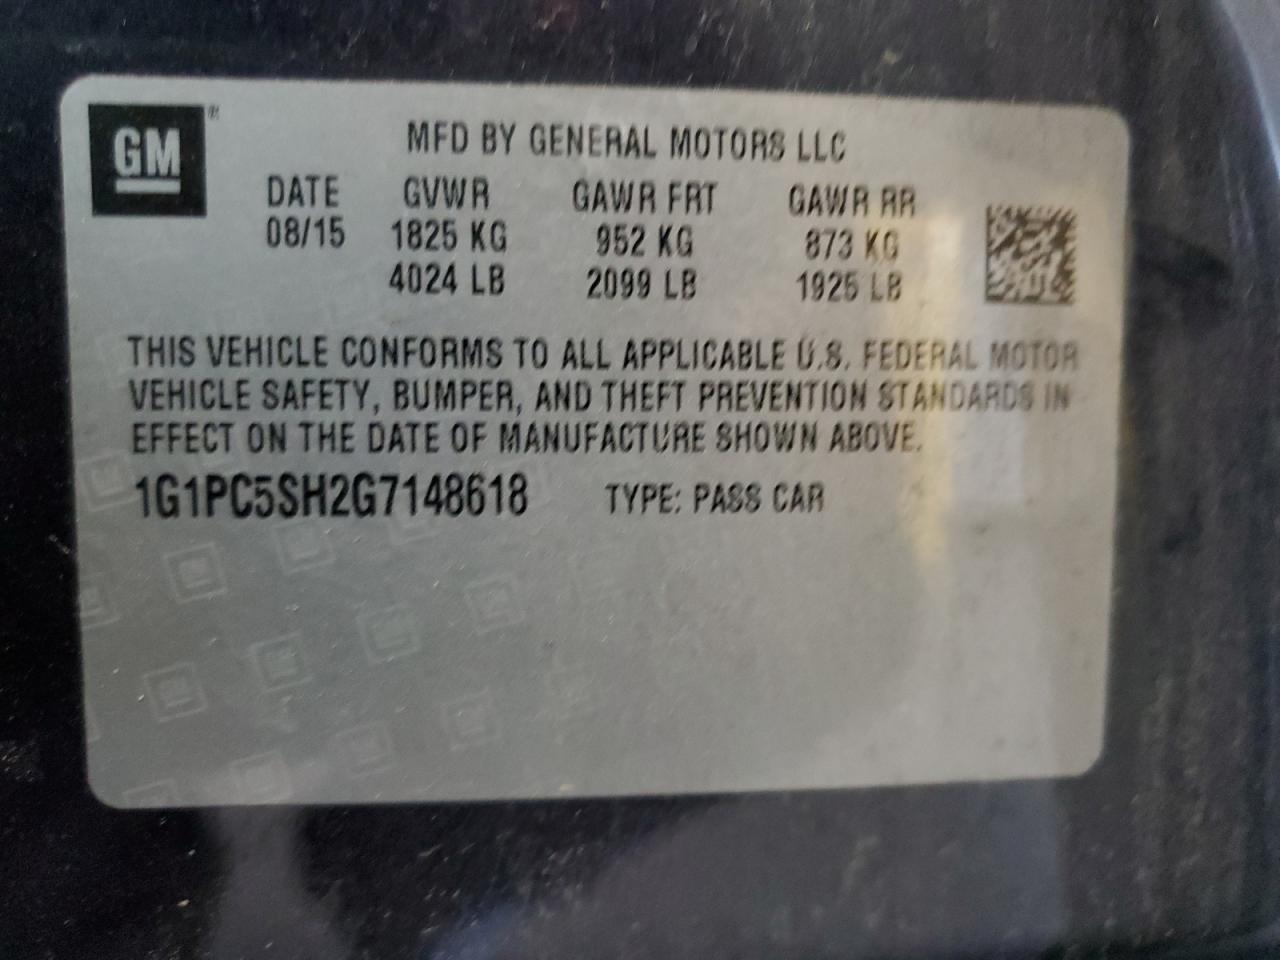 GM
®
MFD BY GENERAL MOTORS LLC
DATE GVWR GAWR FRT GAWR RR
08/15 1825 KG 952 KG 873 KG
4024 LB 2099 LB 1925 LB
THIS VEHICLE CONFORMS TO ALL APPLICABLE U.S. FEDERAL MOTOR
VEHICLE SAFETY, BUMPER, AND THEFT PREVENTION STANDARDS IN
EFFECT ON THE DATE OF MANUFACTURE SHOWN ABOVE.
1G1PC5SH2G7148618 TYPE: PASS CAR